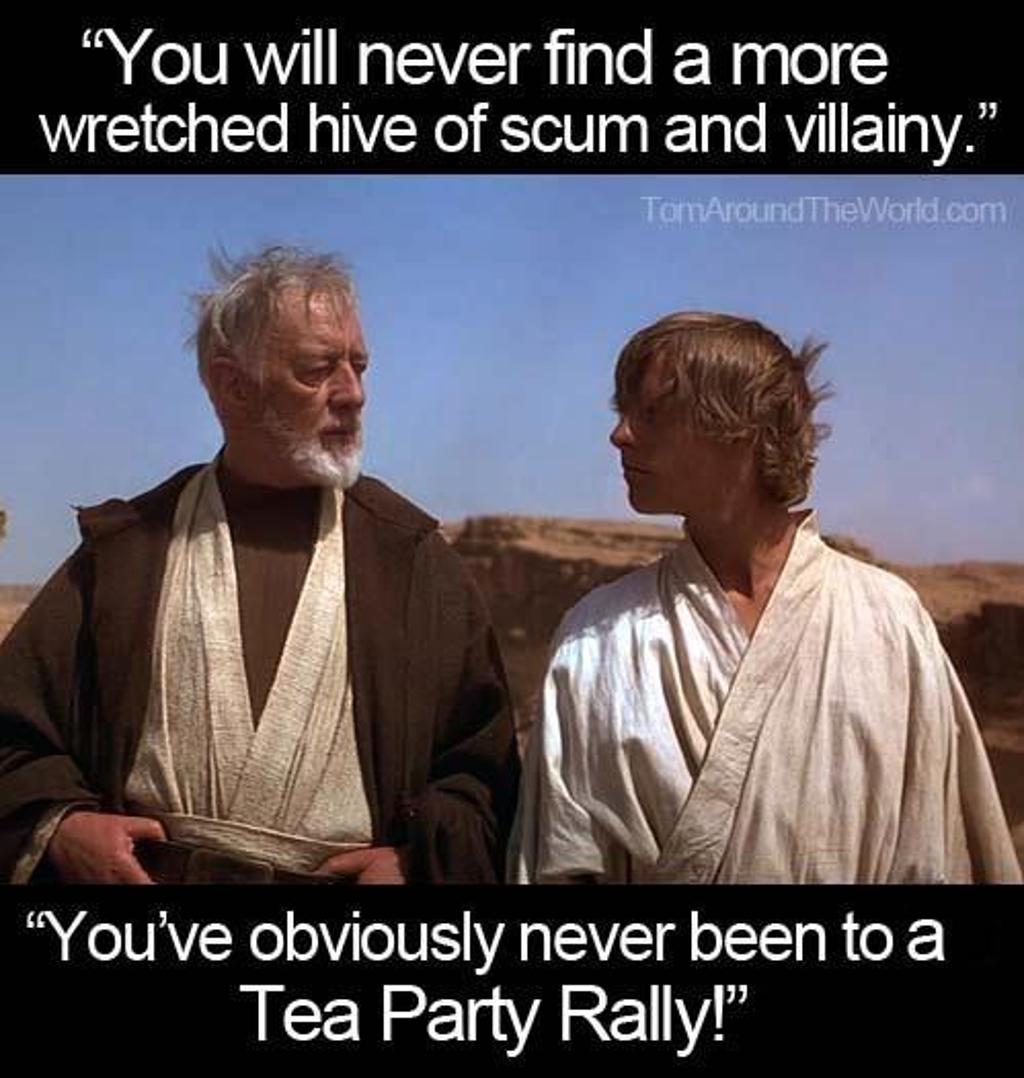 “You will never find a more
wretched hive of scum and villainy.”
TomAroundTheWorld.com
“You’ve obviously never been to a
Tea Party Rally!”